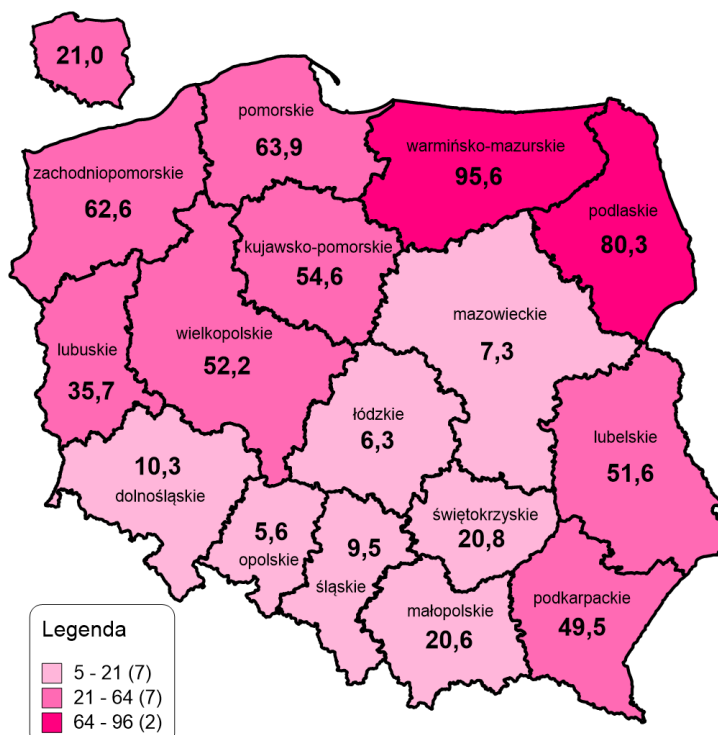 21,0
pomorskie
63,9
warmińsko-mazurskie
95,6
zachodniopomorskie
62,6
podlaskie
80,3
kujawsko-pomorskie
54,6
mazowieckie
7,3
wielkopolskie
52,2
lubuskie
35,7
łódzkie
6,3
lubelskie
51,6
10,3
dolnośląskie
5,6
opolskie
9,5
śląskie
świętokrzyskie
20,8
małopolskie
20,6
podkarpackie
49,5
Legenda
5 - 21 (7)
21 - 64 (7)
64 - 96 (2)